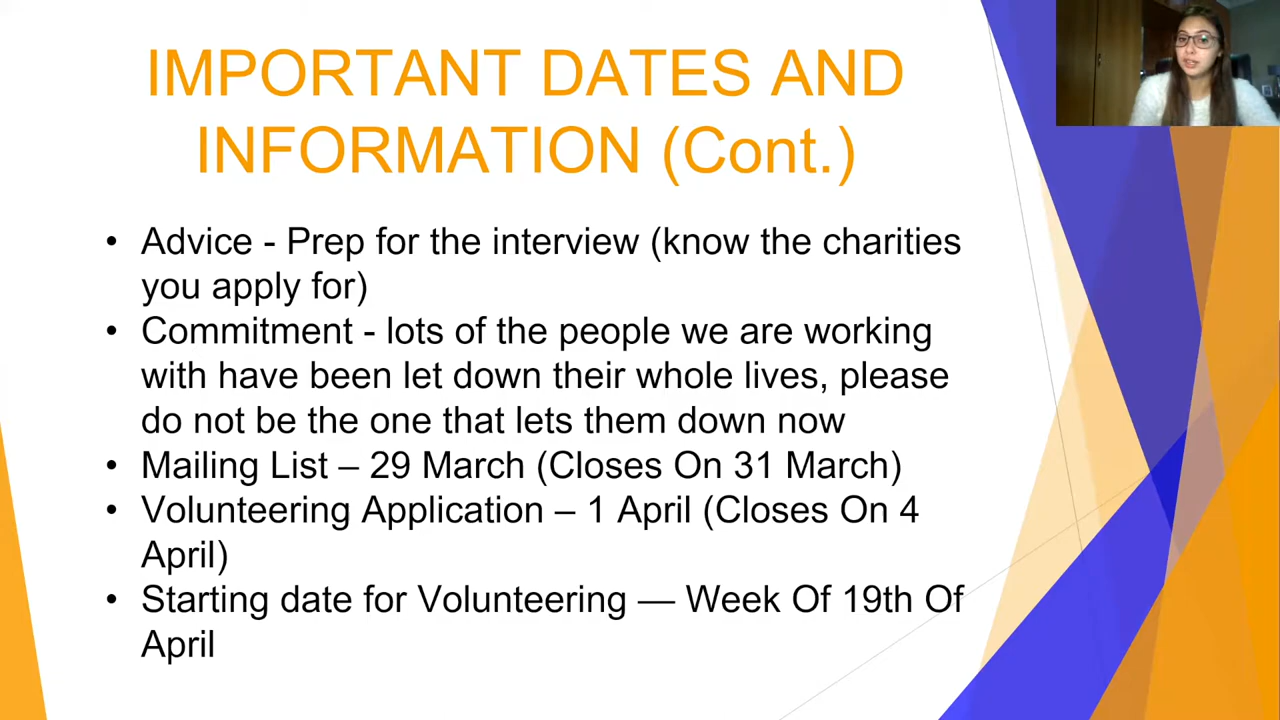 IMPORTANT DATES AND
INFORMATION (Cont.)
• Advice - Prep for the interview (know the charities
you apply for)
• Commitment - lots of the people we are working
with have been let down their whole lives, please
do not be the one that lets them down now
• Mailing List – 29 March (Closes On 31 March)
• Volunteering Application – 1 April (Closes On 4
April)
• Starting date for Volunteering — Week Of 19th Of
April